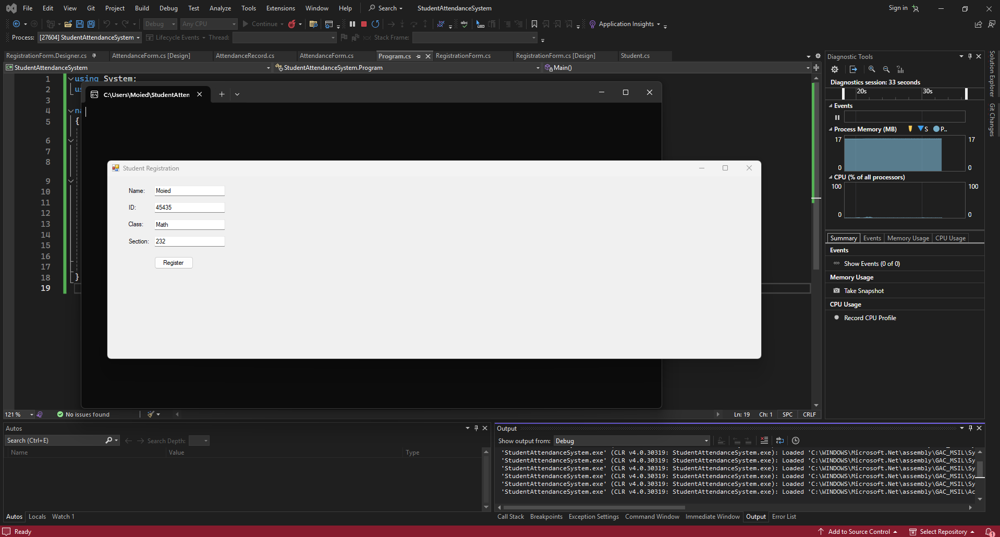 File Edit View Git Project Build Debug Test Analyze Tools Extensions Window Help Search StudentAttendanceSystem Sign in
Debug Any CPU Continue Application Insights
Process: [27604] StudentAttendanceSystem Lifecycle Events Thread: Stack Frame:
RegistrationForm.Designer.cs AttendanceForm.cs [Design] AttendanceRecord.cs AttendanceForm.cs Program.cs RegistrationForm.cs RegistrationForm.cs [Design] Student.cs
StudentAttendanceSystem StudentAttendanceSystem.Program Main()
1 using System;
2 us
3
4 na
5 {
6
7
8
9
10
11
12
13
14
15
16
17
18 }
19
C:\Users\Moied\StudentAtten
Student Registration
Name: Moied
ID: 45435
Class: Math
Section: 232
Register
121 % No issues found Ln: 19 Ch: 1 SPC CRLF
Diagnostic Tools
Diagnostics session: 33 seconds
20s 30s
Events
Process Memory (MB) S P..
17 17
0 0
CPU (% of all processors)
100 100
0 0
Summary Events Memory Usage CPU Usage
Events
Show Events (0 of 0)
Memory Usage
Take Snapshot
CPU Usage
Record CPU Profile
Solution Explorer
Git Changes
Autos
Search (Ctrl+E) Search Depth:
Name Value Type
Autos Locals Watch 1
Output
Show output from: Debug
'StudentAttendanceSystem.exe' (CLR v4.0.30319: StudentAttendanceSystem.exe): Loaded 'C:\WINDOWS\Microsoft.Net\assembly\GAC_MSIL\Sy
'StudentAttendanceSystem.exe' (CLR v4.0.30319: StudentAttendanceSystem.exe): Loaded 'C:\WINDOWS\Microsoft.Net\assembly\GAC_MSIL\Sy
'StudentAttendanceSystem.exe' (CLR v4.0.30319: StudentAttendanceSystem.exe): Loaded 'C:\WINDOWS\Microsoft.Net\assembly\GAC_MSIL\Sy
'StudentAttendanceSystem.exe' (CLR v4.0.30319: StudentAttendanceSystem.exe): Loaded 'C:\WINDOWS\Microsoft.Net\assembly\GAC_MSIL\Sy
'StudentAttendanceSystem.exe' (CLR v4.0.30319: StudentAttendanceSystem.exe): Loaded 'C:\WINDOWS\Microsoft.Net\assembly\GAC_MSIL\Sy
'StudentAttendanceSystem.exe' (CLR v4.0.30319: StudentAttendanceSystem.exe): Loaded 'C:\WINDOWS\Microsoft.Net\assembly\GAC_MSIL\Ac
Call Stack Breakpoints Exception Settings Command Window Immediate Window Output Error List
Ready Add to Source Control Select Repository 1